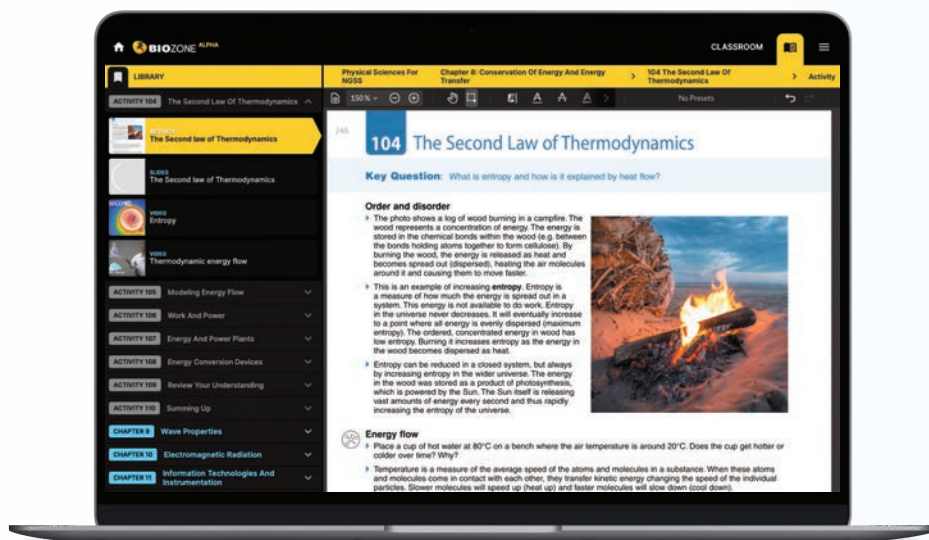 BIOZONE ALPHA
CLASSROOM
LIBRARY
Physical Sciences For
NGSS
Chapter 8: Conservation Of Energy And Energy
Transfer
>
104 The Second Law Of
Thermodynamics
>
Activity
ACTIVITY 104 The Second Law Of Thermodynamics
ACTIVITY
The Second law of Thermodynamics
SLIDES
The Second law of Thermodynamics
SECOND
VIDEO
Entropy
VIDEO
Thermodynamic energy flow
ACTIVITY 105 Modeling Energy Flow
ACTIVITY 106 Work And Power
ACTIVITY 107 Energy And Power Plants
ACTIVITY 108 Energy Conversion Devices
ACTIVITY 109 Review Your Understanding
ACTIVITY 110 Summing Up
CHAPTER 9 Wave Properties
CHAPTER 10 Electromagnetic Radiation
CHAPTER 11 Information Technologies And
Instrumentation
150%
A A A >
No Presets
246
104 The Second Law of Thermodynamics
Key Question: What is entropy and how is it explained by heat flow?
Order and disorder
The photo shows a log of wood burning in a campfire. The
wood represents a concentration of energy. The energy is
stored in the chemical bonds within the wood (e.g. between
the bonds holding atoms together to form cellulose). By
burning the wood, the energy is released as heat and
becomes spread out (dispersed), heating the air molecules
around it and causing them to move faster.
This is an example of increasing entropy. Entropy is
a measure of how much the energy is spread out in a
system. This energy is not available to do work. Entropy
in the universe never decreases. It will eventually increase
to a point where all energy is evenly dispersed (maximum
entropy). The ordered, concentrated energy in wood has
low entropy. Burning it increases entropy as the energy in
the wood becomes dispersed as heat.
Entropy can be reduced in a closed system, but always
by increasing entropy in the wider universe. The energy
in the wood was stored as a product of photosynthesis,
which is powered by the Sun. The Sun itself is releasing
vast amounts of energy every second and thus rapidly
increasing the entropy of the universe.
Energy flow
Place a cup of hot water at 80°C on a bench where the air temperature is around 20°C. Does the cup get hotter or
colder over time? Why?
Temperature is a measure of the average speed of the atoms and molecules in a substance. When these atoms
and molecules come in contact with each other, they transfer kinetic energy changing the speed of the individual
particles. Slower molecules will speed up (heat up) and faster molecules will slow down (cool down).